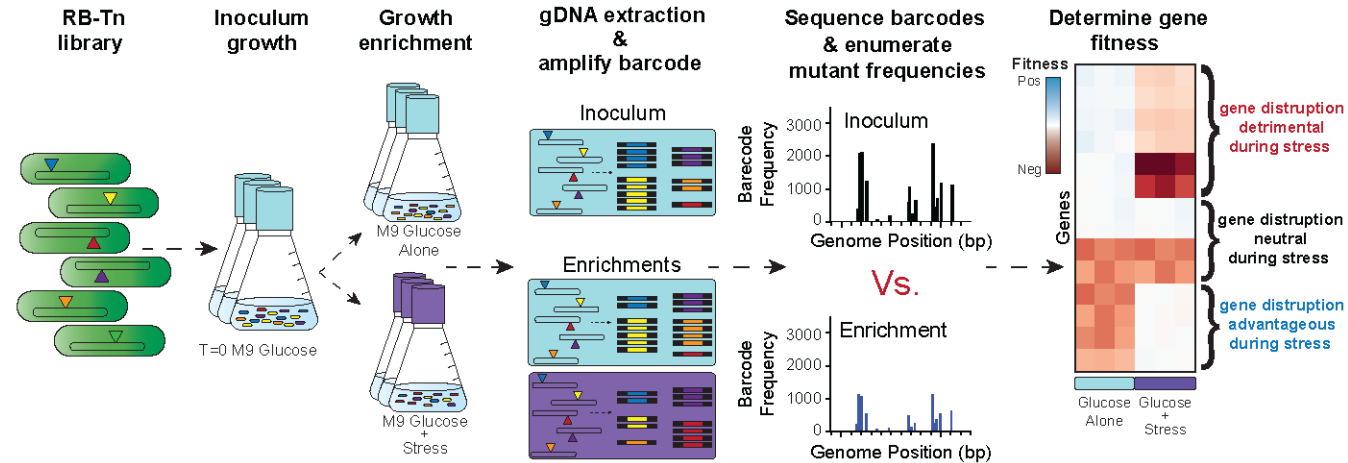 RB-Tn
library
Inoculum
growth
Growth
enrichment
gDNA extraction
&
amplify barcode
Sequence barcodes
& enumerate
mutant frequencies
Determine gene
fitness
T=0 M9 Glucose
M9 Glucose
Alone
M9 Glucose
+
Stress
Inoculum
Enrichments
Barecode
Frequency
3000
2000
1000
0
Inoculum
Genome Position (bp)
Vs.
Barcode
Frequency
3000
2000
1000
0
Enrichment
Genome Position (bp)
Fitness
Pos
Neg
Genes
gene distruption
detrimental
during stress
gene distruption
neutral
during stress
gene distruption
advantageous
during stress
Glucose
Alone
Glucose
+
Stress